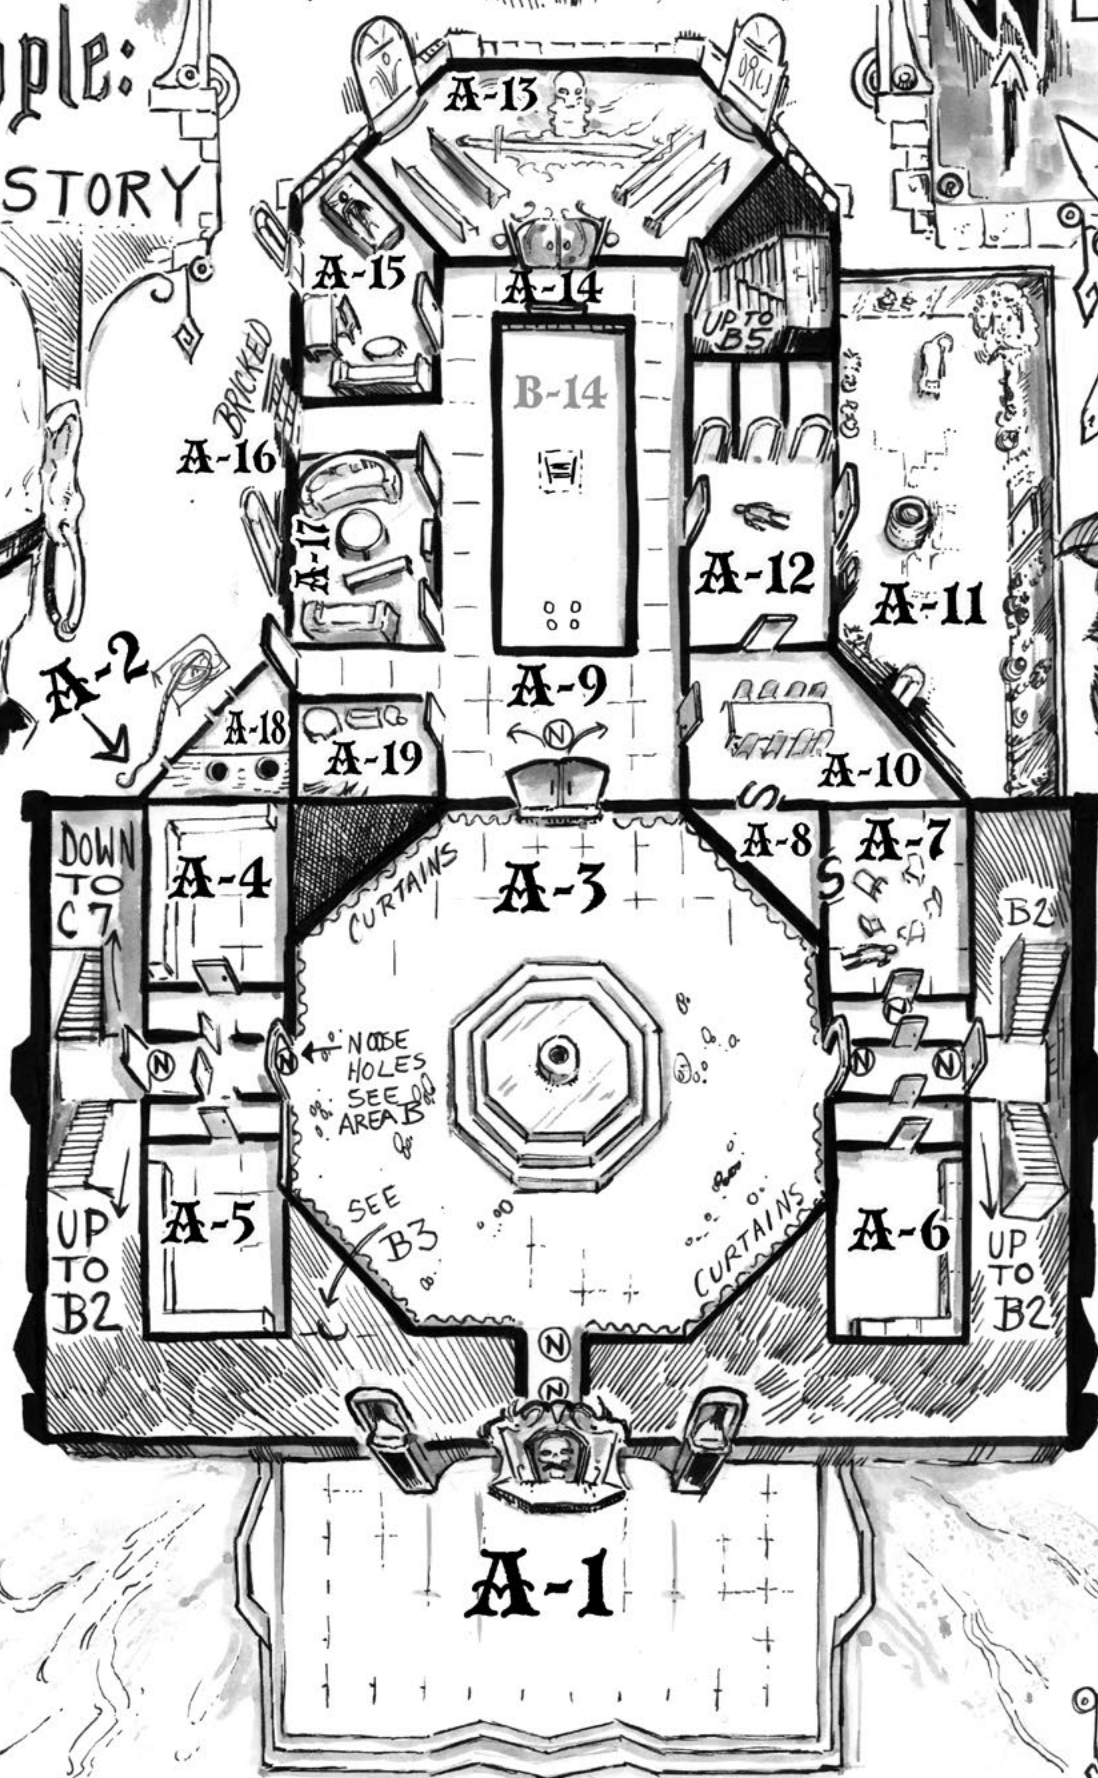 ple:
STORY
N
A-13
A-15
A-14
UP TO
B5
B-14
BRICKED
A-16
A-17
A-12
A-11
A-2
A-9
N
A-18
A-19
A-10
S
DOWN
TO
C7
A-4
CURTAINS
A-3
A-8
S
A-7
B2
N
N
NOOSE
HOLES
SEE
AREA B
N
N
N
SEE
B3
A-5
UP
TO
B2
CURTAINS
A-6
UP
TO
B2
N
N
A-1